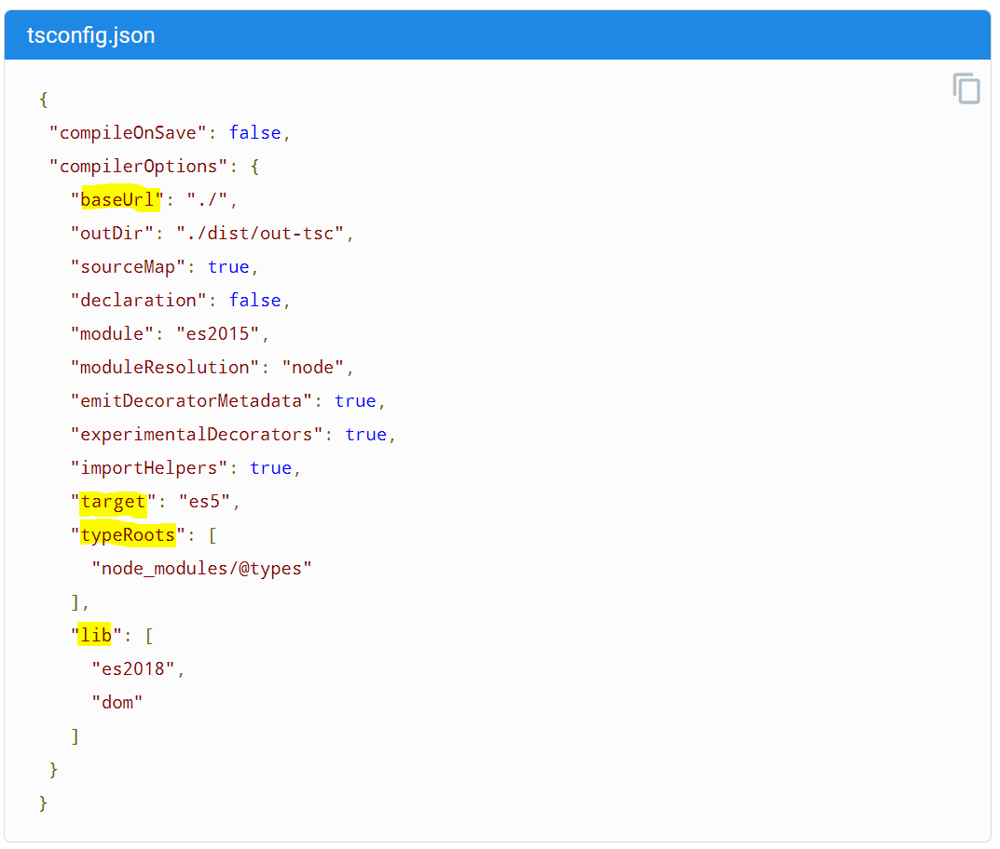 tsconfig.json
{
"compileOnSave": false,
"compilerOptions": {
"baseUrl": "./",
"outDir": "./dist/out-tsc",
"sourceMap": true,
"declaration": false,
"module": "es2015",
"moduleResolution": "node",
"emitDecoratorMetadata": true,
"experimentalDecorators": true,
"importHelpers": true,
"target": "es5",
"typeRoots": [
"node_modules/@types"
],
"lib": [
"es2018",
"dom"
]
}
}